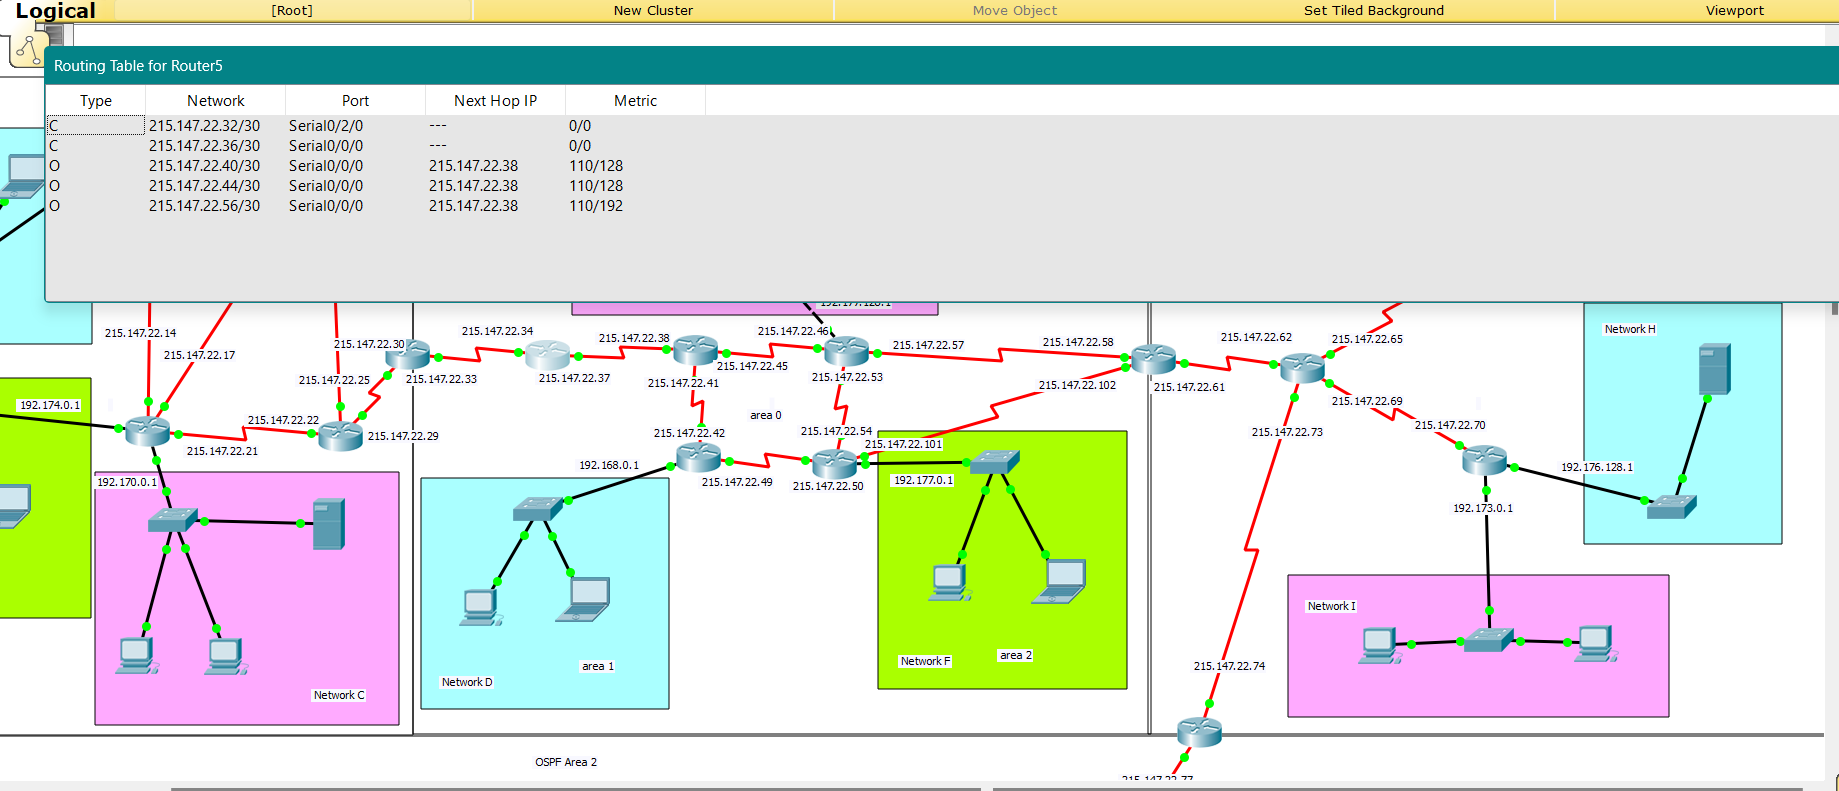 Logical
[Root]
New Cluster
Move Object
Set Tiled Background
Viewport
Routing Table for Router5
Type Network Port Next Hop IP Metric
C 215.147.22.32/30 Serial0/2/0 --- 0/0
C 215.147.22.36/30 Serial0/0/0 --- 0/0
O 215.147.22.40/30 Serial0/0/0 215.147.22.38 110/128
O 215.147.22.44/30 Serial0/0/0 215.147.22.38 110/128
O 215.147.22.56/30 Serial0/0/0 215.147.22.38 110/192
215.147.22.14
215.147.22.17
215.147.22.30
215.147.22.34
215.147.22.38
215.147.22.46
215.147.22.57
215.147.22.58
215.147.22.62
215.147.22.65
Network H
215.147.22.25
215.147.22.33
215.147.22.37
215.147.22.41
215.147.22.45
215.147.22.53
215.147.22.102
215.147.22.61
215.147.22.69
192.174.0.1
215.147.22.22
215.147.22.29
area 0
215.147.22.42
215.147.22.54
215.147.22.101
215.147.22.73
215.147.22.70
215.147.22.21
192.168.0.1
192.176.128.1
192.170.0.1
215.147.22.49
215.147.22.50
192.177.0.1
192.173.0.1
Network I
area 1
Network D
Network F
area 2
215.147.22.74
Network C
OSPF Area 2
215.147.22.77